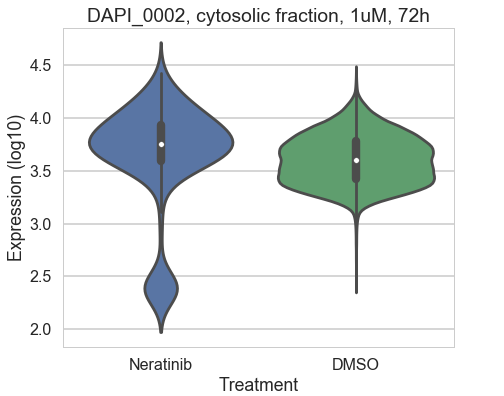 DAPI_0002, cytosolic fraction, 1uM, 72h
Expression (log10)
4.5
4.0
3.5
3.0
2.5
2.0
Neratinib DMSO
Treatment